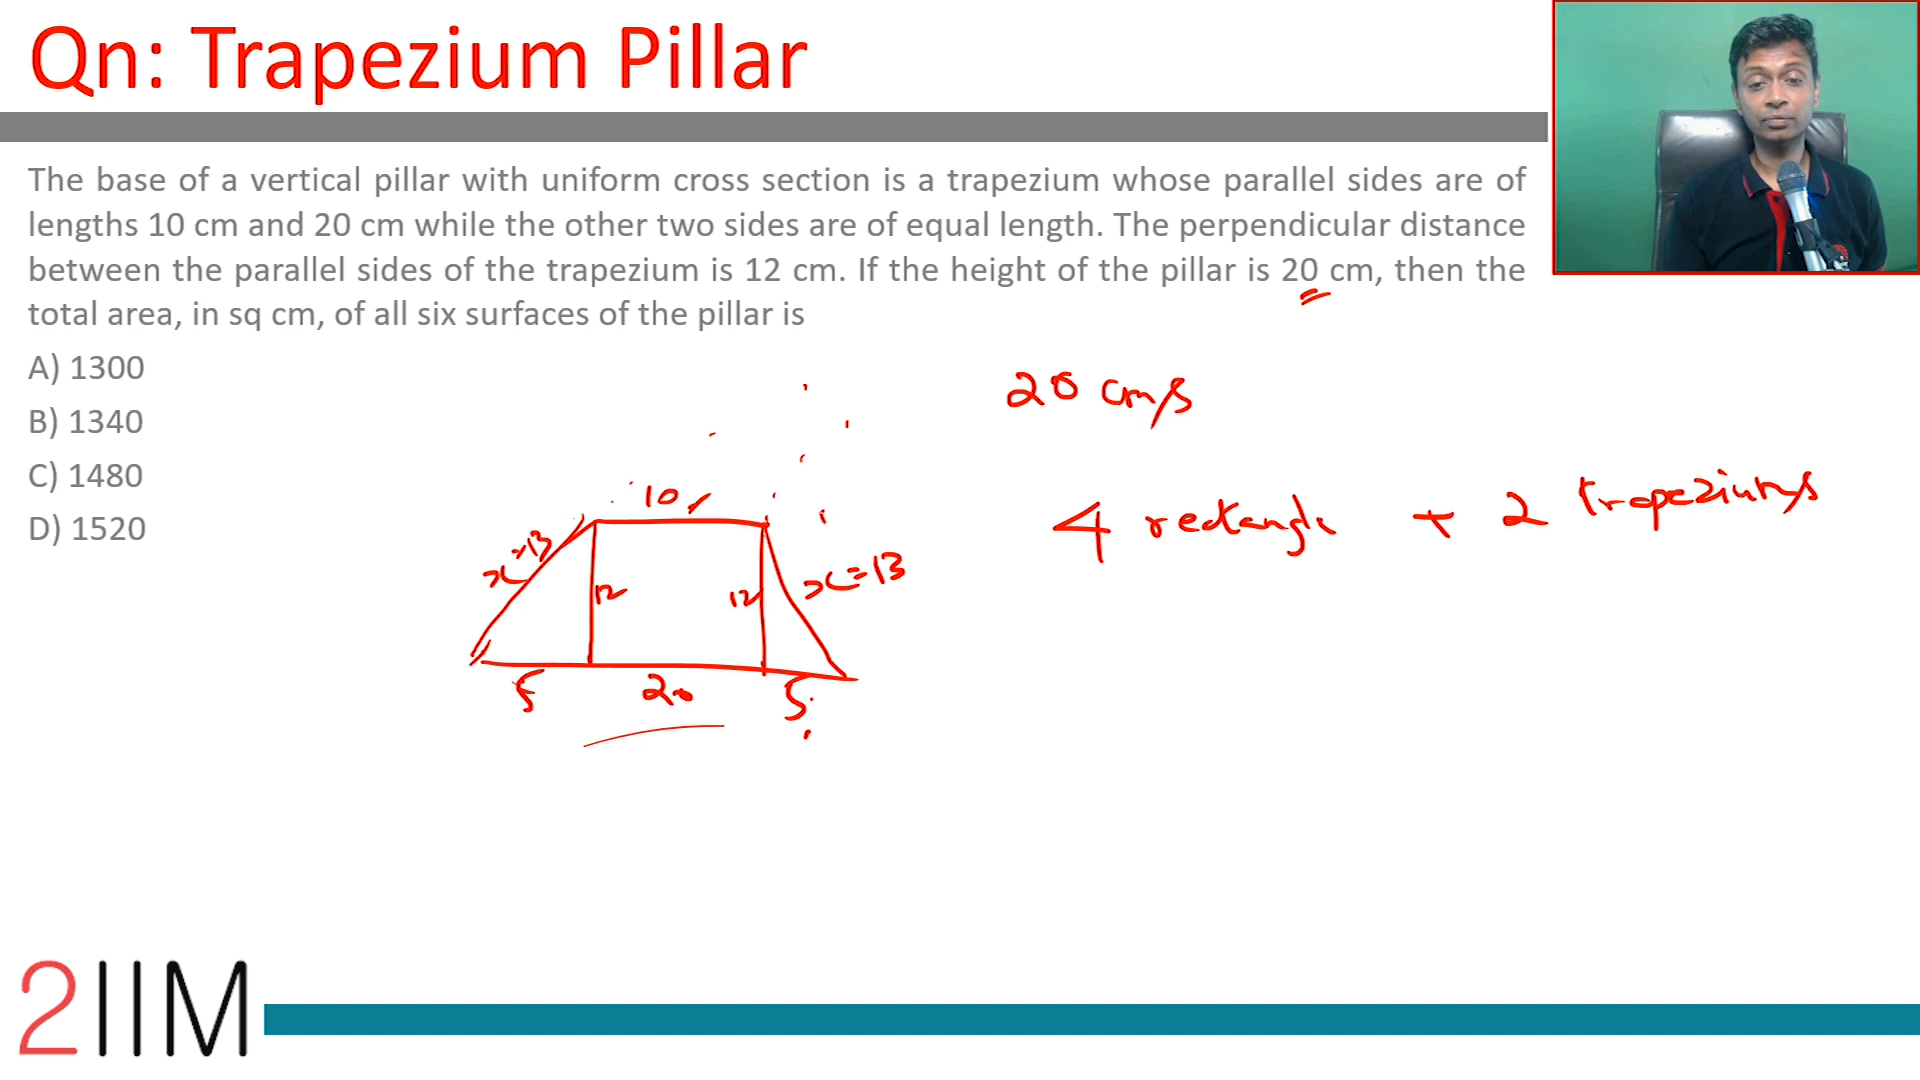 Qn: Trapezium Pillar
The base of a vertical pillar with uniform cross section is a trapezium whose parallel sides are of
lengths 10 cm and 20 cm while the other two sides are of equal length. The perpendicular distance
between the parallel sides of the trapezium is 12 cm. If the height of the pillar is 20 cm, then the
total area, in sq cm, of all six surfaces of the pillar is
A) 1300
B) 1340
C) 1480
D) 1520
20 cms
4 rectangle + 2 trapeziums
10
x=13
12
12
x=13
5
20
5
2IIM